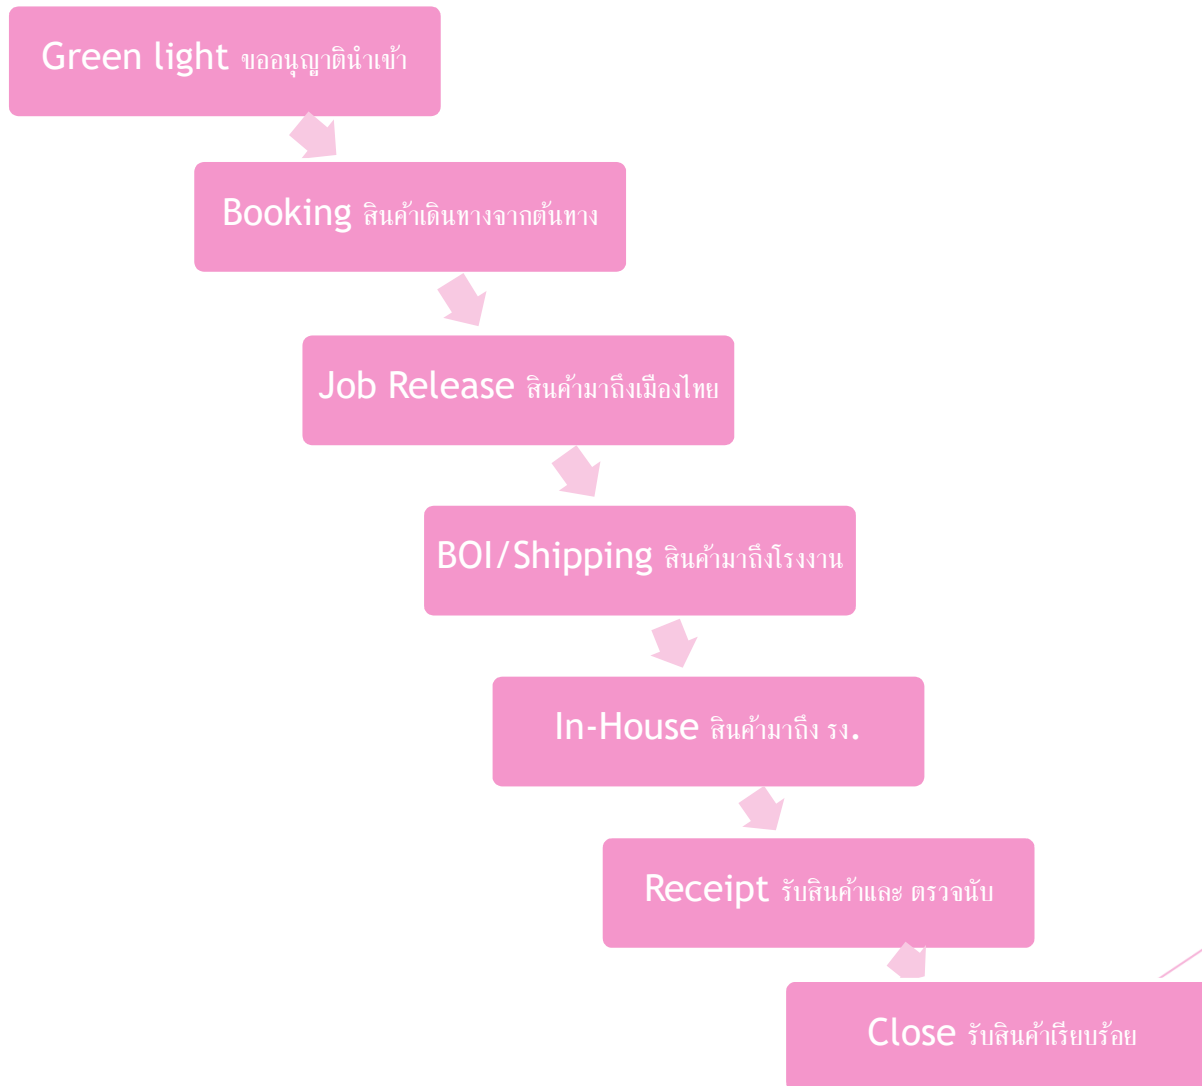 Green light ขออนุญาตินำเข้า
Booking สินค้าเดินทางจากต้นทาง
Job Release สินค้ามาถึงเมืองไทย
BOI/Shipping สินค้ามาถึงโรงงาน
In-House สินค้ามาถึง รง.
Receipt รับสินค้าและ ตรวจนับ
Close รับสินค้าเรียบร้อย